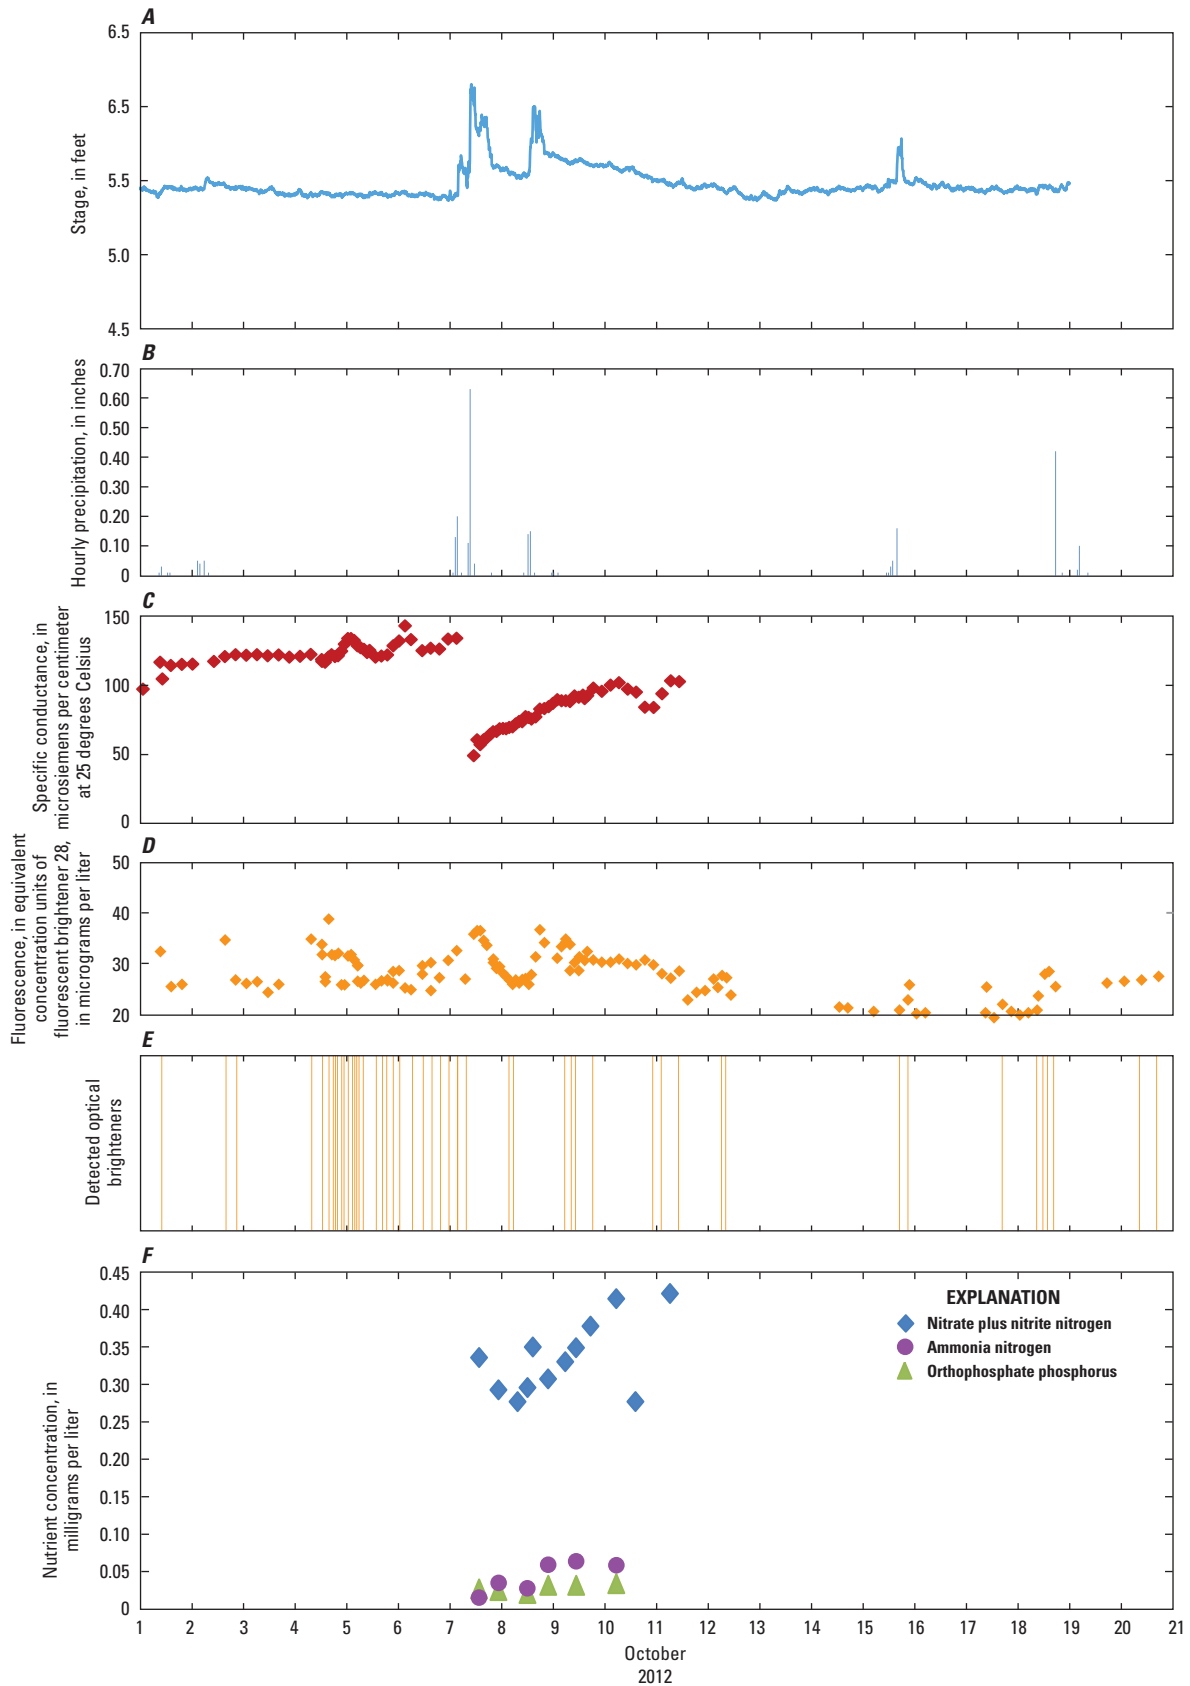 A
6.5
6.5
5.5
5.0
4.5
Stage, in feet
B
0.70
0.60
0.50
0.40
0.30
0.20
0.10
0
Hourly precipitation, in inches
C
150
100
50
0
Specific conductance, in
microsiemens per centimeter
at 25 degrees Celsius
D
50
40
30
20
Fluorescence, in equivalent
concentration units of
fluorescent brightener 28,
in micrograms per liter
E
Detected optical
brighteners
F
0.45
0.40
0.35
0.30
0.25
0.20
0.15
0.10
0.05
0
Nutrient concentration, in
milligrams per liter
EXPLANATION
Nitrate plus nitrite nitrogen
Ammonia nitrogen
Orthophosphate phosphorus
1 2 3 4 5 6 7 8 9 10 11 12 13 14 15 16 17 18 19 20 21
October
2012